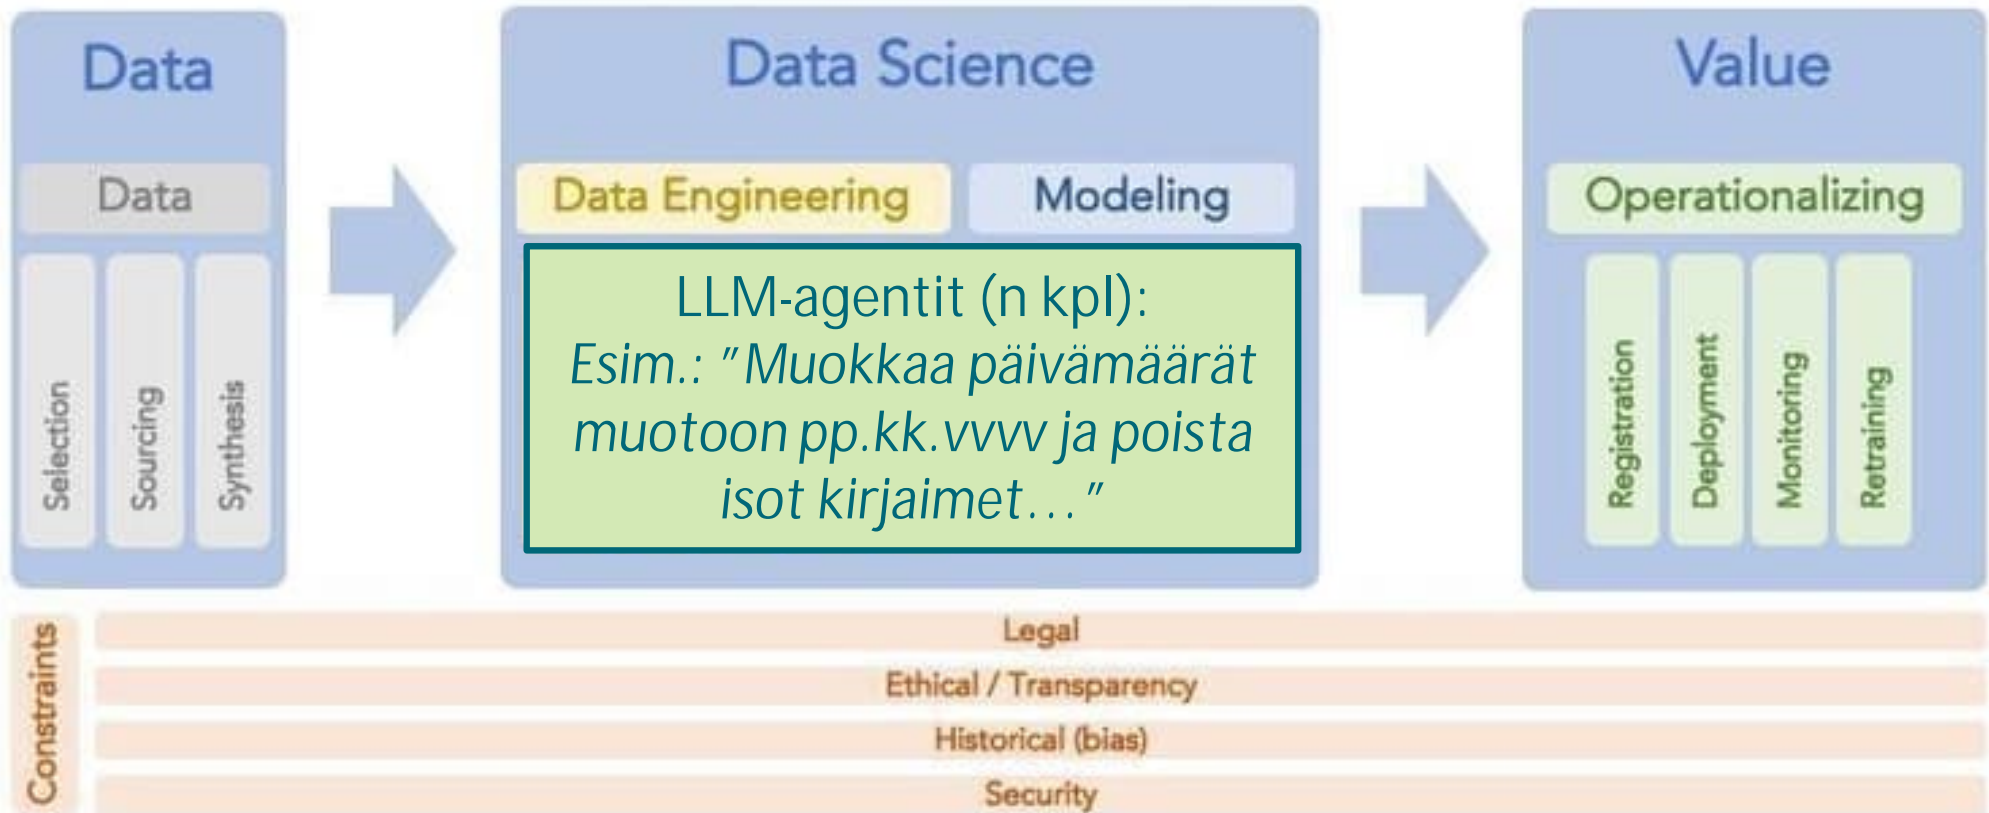 Data
Data
Selection
Sourcing
Synthesis
Data Science
Data Engineering
Modeling
LLM-agentit (n kpl):
Esim.: ”Muokkaa päivämäärät
muotoon pp.kk.vvvv ja poista
isot kirjaimet…”
Value
Operationalizing
Registration
Deployment
Monitoring
Retraining
Constraints
Legal
Ethical / Transparency
Historical (bias)
Security